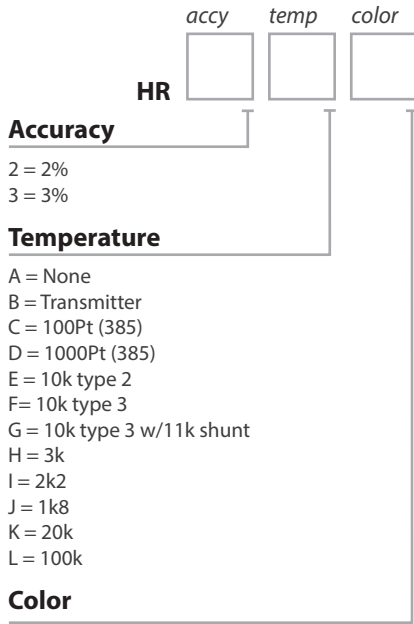 accy temp color
HR
Accuracy
2 = 2%
3 = 3%
Temperature
A = None
B = Transmitter
C = 100Pt (385)
D = 1000Pt (385)
E = 10k type 2
F= 10k type 3
G = 10k type 3 w/11k shunt
H = 3k
I = 2k2
J = 1k8
K = 20k
L = 100k
Color